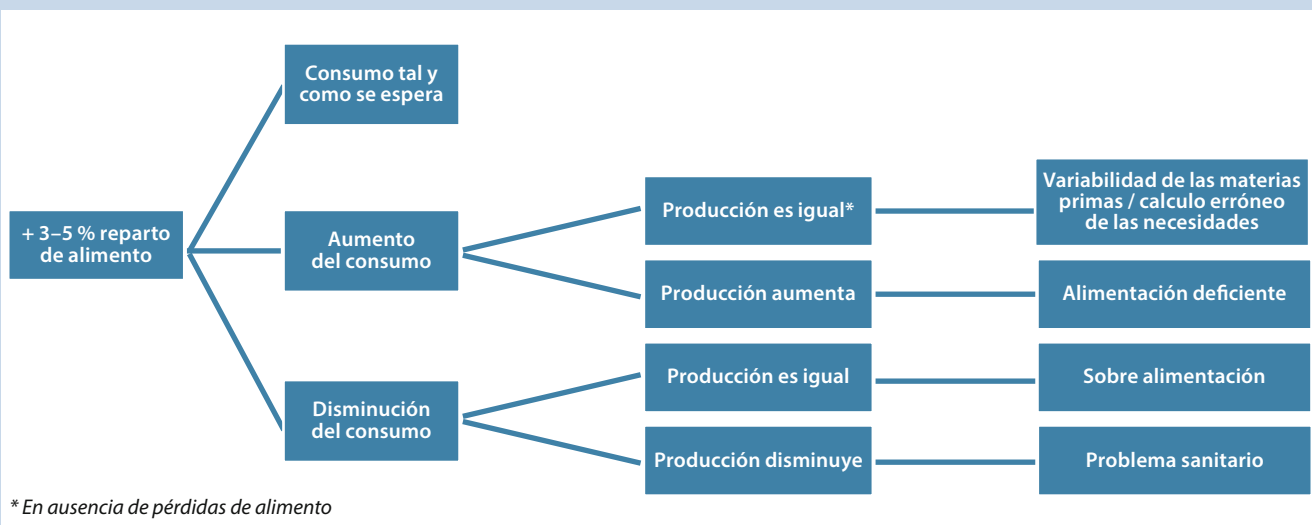 Consumo tal y
como se espera
+ 3–5 % reparto
de alimento
Aumento
del consumo
Producción es igual*
Variabilidad de las materias
primas / calculo erróneo
de las necesidades
Producción aumenta
Alimentación deficiente
Disminución
del consumo
Producción es igual
Sobre alimentación
Producción disminuye
Problema sanitario
* En ausencia de pérdidas de alimento